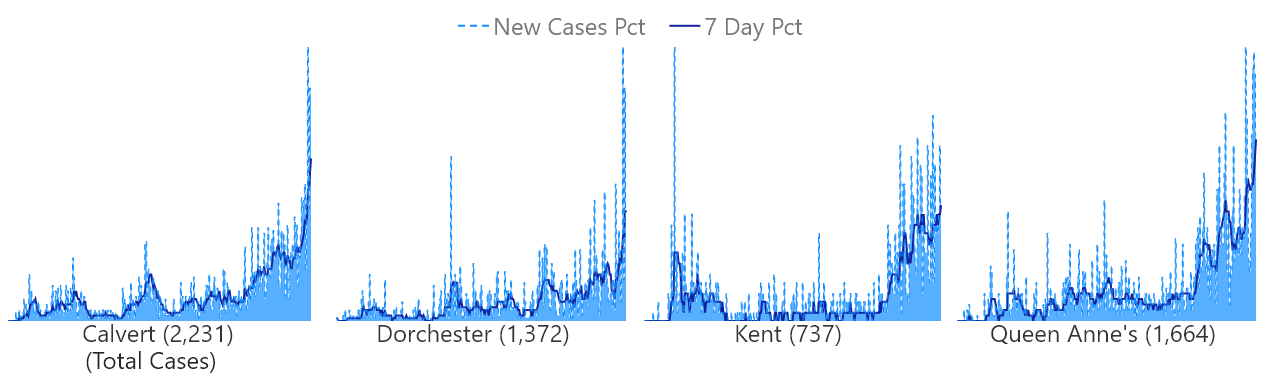 New Cases Pct 7 Day Pct
Calvert (2,231) Dorchester (1,372) Kent (737) Queen Anne's (1,664)
(Total Cases)